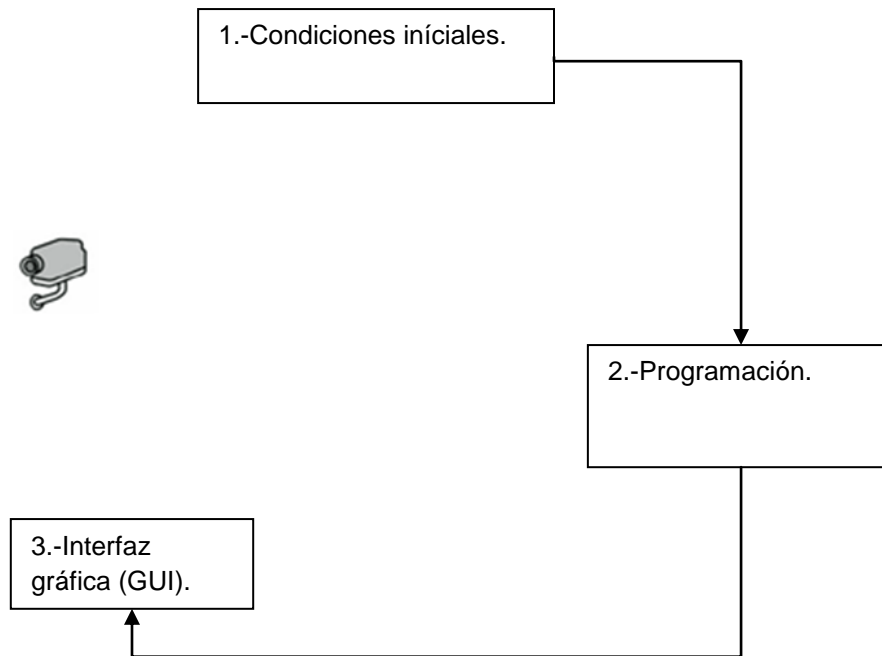 1.-Condiciones iníciales.
2.-Programación.
3.-Interfaz
gráfica (GUI).